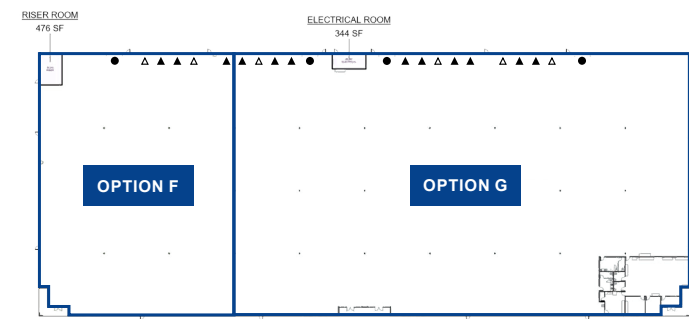 RISER ROOM
476 SF
ELECTRICAL ROOM
344 SF
OPTION F
OPTION G